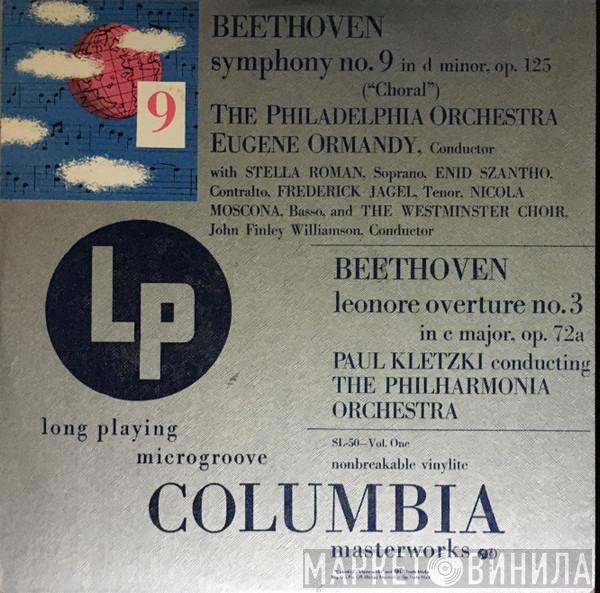 9
BEETHOVEN
symphony no. 9 in d minor, op. 125
("Choral")
THE PHILADELPHIA ORCHESTRA
EUGENE ORMANDY, Conductor
with STELLA ROMAN, Soprano, ENID SZANTHO,
Contralto, FREDERICK JAGEL, Tenor, NICOLA
MOSCONA, Basso, and THE WESTMINSTER CHOIR,
John Finley Williamson, Conductor
BEETHOVEN
leonore overture no. 3
in c major, op. 72a
PAUL KLETZKI conducting
THE PHILHARMONIA
ORCHESTRA
LP
long playing
microgroove
SL-50—Vol. One
nonbreakable vinylite
COLUMBIA
masterworks
МАРКЕТ ВИНИЛА